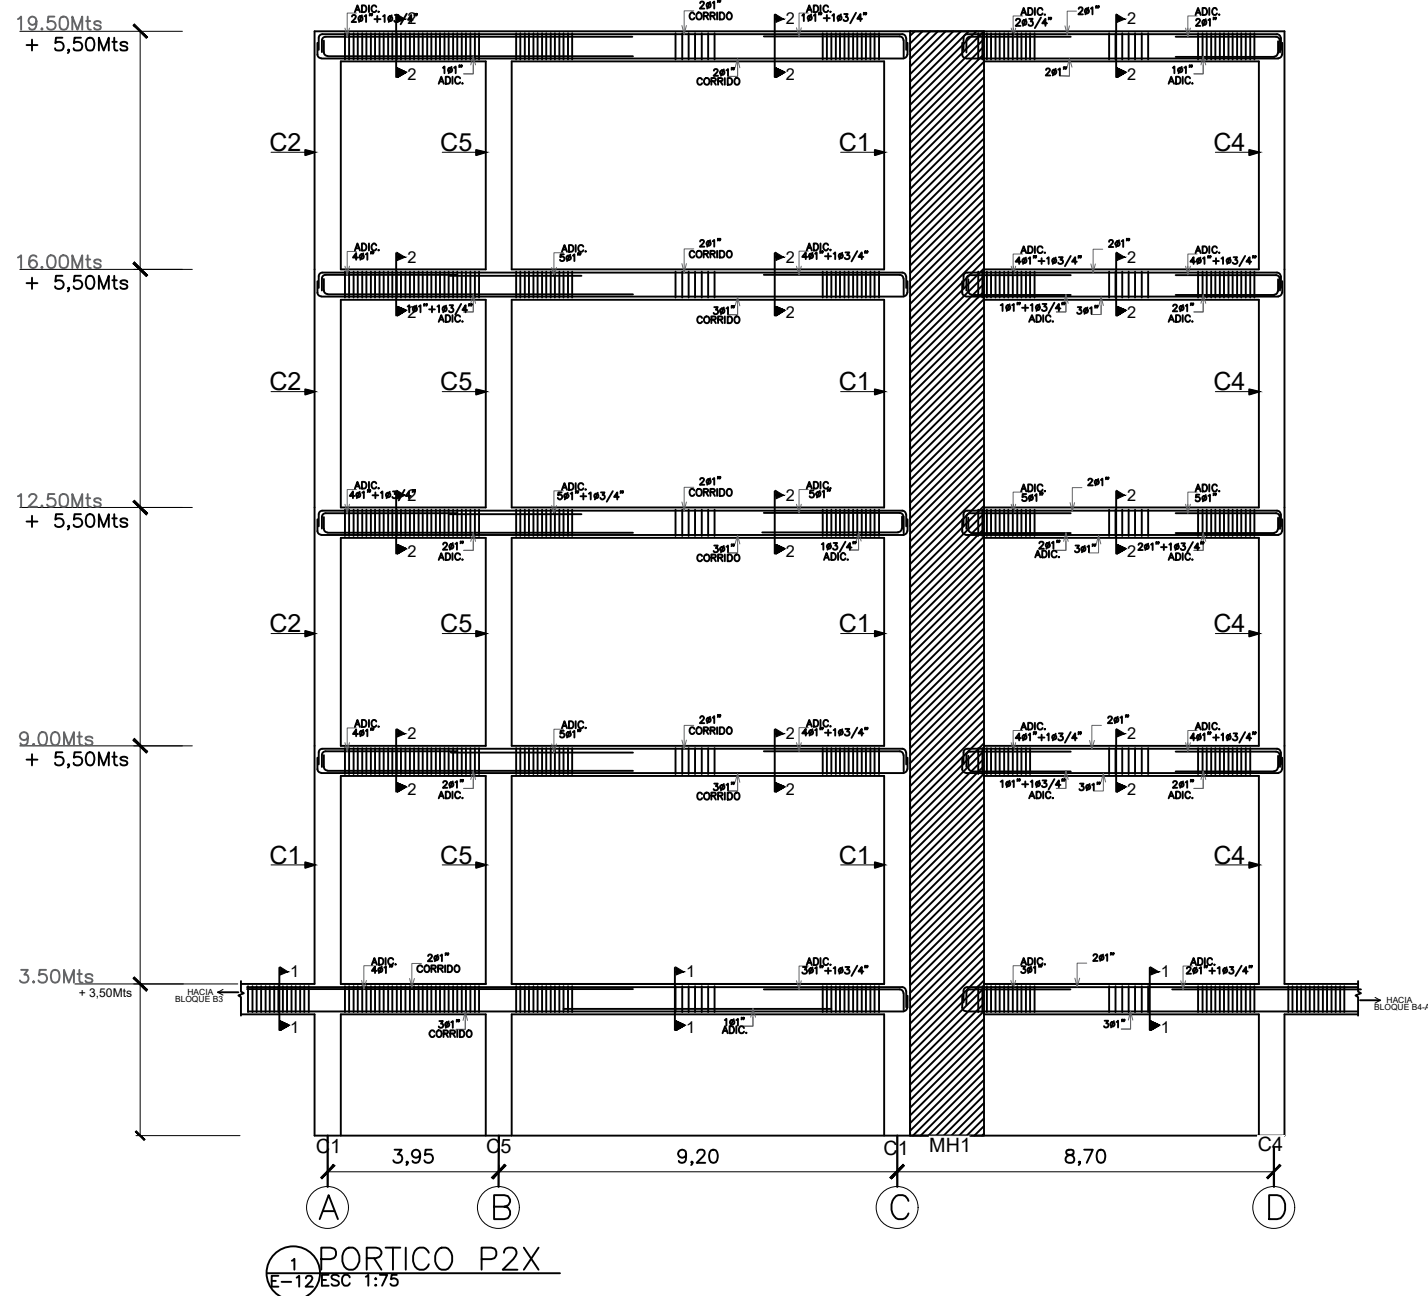 19.50Mts
+ 5,50Mts
ADIC.
2ø1"+1ø3/4"
2
2ø1"
CORRIDO
2
ADIC.
1ø1"+1ø3/4"
ADIC.
2ø3/4"
2ø1"
2
ADIC.
2ø1"
2
1ø1"
ADIC.
2ø1"
CORRIDO
2
2ø1"
2
1ø1"
ADIC.
C2
C5
C1
C4
16.00Mts
+ 5,50Mts
ADIC.
4ø1"
2
ADIC.
5ø1"
2ø1"
CORRIDO
2
ADIC.
4ø1"+1ø3/4"
ADIC.
4ø1"+1ø3/4"
2ø1"
2
ADIC.
4ø1"+1ø3/4"
2
1ø1"+1ø3/4"
ADIC.
3ø1"
CORRIDO
2
1ø1"+1ø3/4"
ADIC.
3ø1"
2
2ø1"
ADIC.
C2
C5
C1
C4
12.50Mts
+ 5,50Mts
ADIC.
4ø1"+1ø3/4"
2
ADIC.
5ø1"+1ø3/4"
2ø1"
CORRIDO
2
ADIC.
5ø1"
ADIC.
5ø1"
2ø1"
2
ADIC.
5ø1"
2
2ø1"
ADIC.
3ø1"
CORRIDO
2
1ø3/4"
ADIC.
2ø1"
ADIC.
3ø1"
2
2ø1"+1ø3/4"
ADIC.
C2
C5
C1
C4
9.00Mts
+ 5,50Mts
ADIC.
4ø1"
2
ADIC.
5ø1"
2ø1"
CORRIDO
2
ADIC.
4ø1"+1ø3/4"
ADIC.
4ø1"+1ø3/4"
2ø1"
2
ADIC.
4ø1"+1ø3/4"
2
2ø1"
ADIC.
3ø1"
CORRIDO
2
1ø1"+1ø3/4"
ADIC.
3ø1"
2
2ø1"
ADIC.
C1
C5
C1
C4
3.50Mts
+ 3,50Mts
HACIA
BLOQUE B3
1
ADIC.
4ø1"
2ø1"
CORRIDO
1
ADIC.
3ø1"+1ø3/4"
ADIC.
3ø1"
2ø1"
1
ADIC.
2ø1"+1ø3/4"
HACIA
BLOQUE B4-A
1
3ø1"
CORRIDO
1
1ø1"
ADIC.
3ø1"
1
C1
C5
C1
MH1
C4
3,95
9,20
8,70
A
B
C
D
1
E-12
PORTICO P2X
ESC 1:75